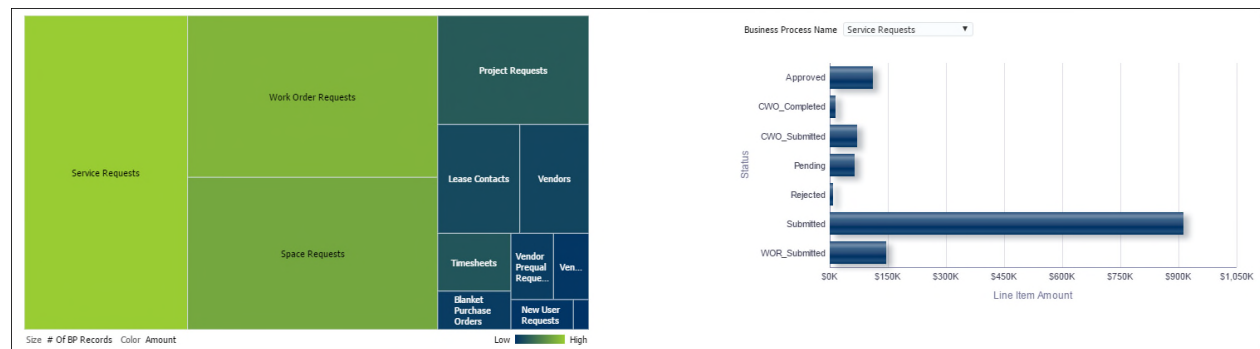 Service Requests
Work Order Requests
Space Requests
Project Requests
Lease Contacts
Vendors
Timesheets
Vendor
Prequal
Reque...
Ven...
Blanket
Purchase
Orders
New User
Requests
Size # Of BP Records Color Amount
Low High
Business Process Name Service Requests
Status
Approved
CWO_Completed
CWO_Submitted
Pending
Rejected
Submitted
WOR_Submitted
$0K $150K $300K $450K $600K $750K $900K $1,050K
Line Item Amount